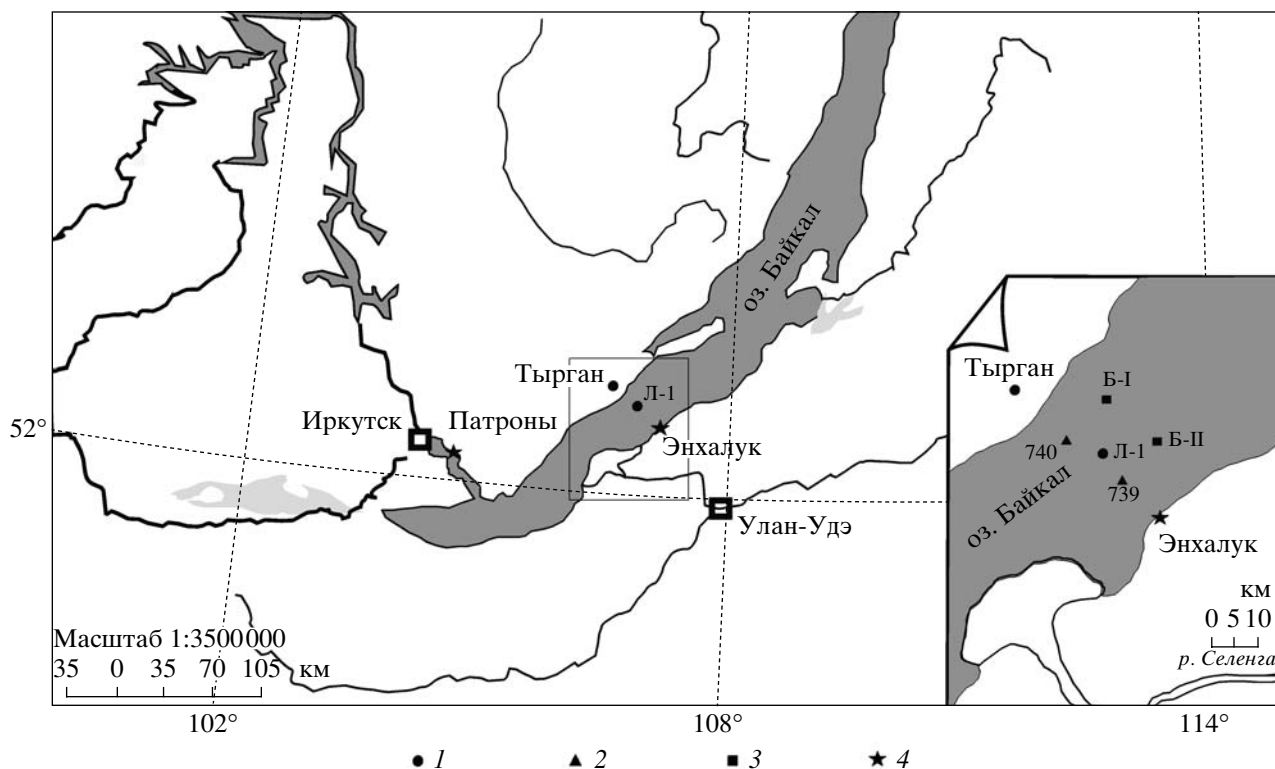 оз. Байкал
Тырган
Л-1
Иркутск
Патроны
52°
Энхалук
Улан-Удэ
Масштаб 1:3500000
35 0 35 70 105 км
Тырган
Б-I
740
Л-1
Б-II
739
оз. Байкал
Энхалук
км
0 5 10
р. Селенга
102° 108° 114°
1 2 3 4